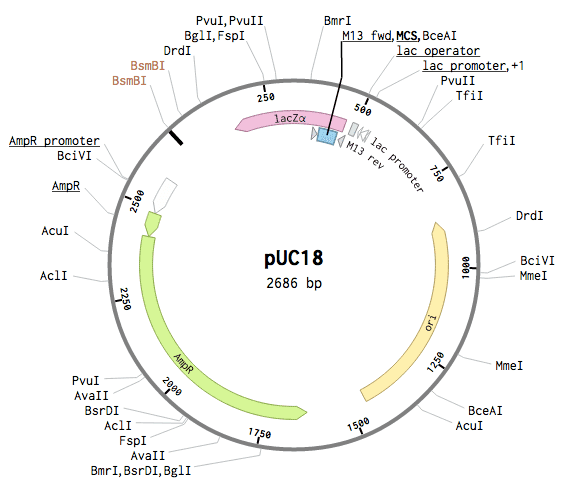 PvuI,PvuII
BmrI
BglI,FspI
M13 fwd,MCS,BceAI
DrdI
lac operator
BsmBI
lac promoter,+1
BsmBI
PvuII
TfiI
250
500
lacZα
AmpR promoter
TfiI
BciVI
M13 rev
lac promoter
750
AmpR
2500
DrdI
AcuI
pUC18
BciVI
1000
AclI
2686 bp
MmeI
2250
ori
AmpR
1250
MmeI
PvuI
2000
AvaII
BsrDI
BceAI
AclI
AcuI
FspI
1750
1500
AvaII
BmrI,BsrDI,BglI